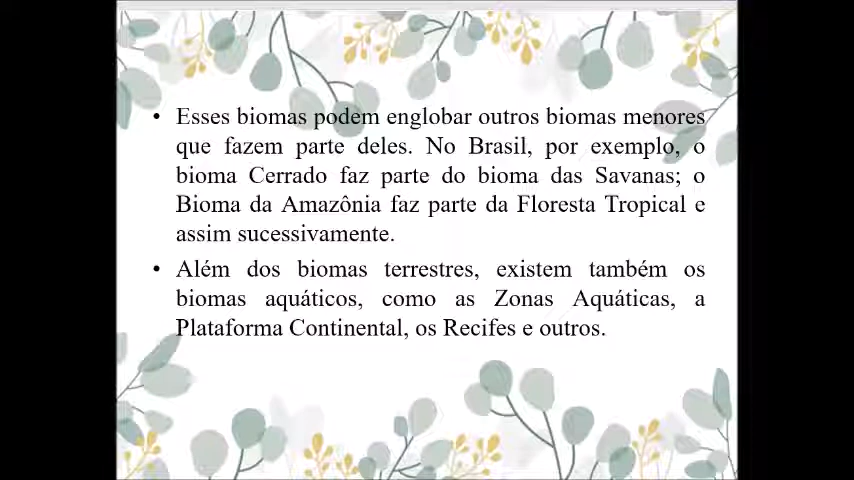 • Esses biomas podem englobar outros biomas menores
que fazem parte deles. No Brasil, por exemplo, o
bioma Cerrado faz parte do bioma das Savanas; o
Bioma da Amazônia faz parte da Floresta Tropical e
assim sucessivamente.
• Além dos biomas terrestres, existem também os
biomas aquáticos, como as Zonas Aquáticas, a
Plataforma Continental, os Recifes e outros.